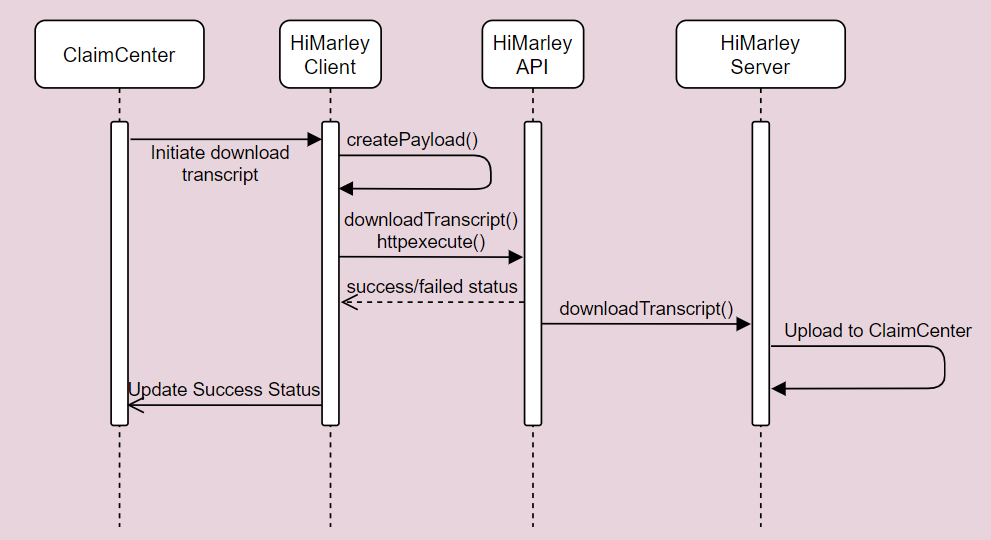 ClaimCenter
HiMarley
Client
HiMarley
API
HiMarley
Server
Initiate download
transcript
createPayload()
downloadTranscript()
httpexecute()
success/failed status
downloadTranscript()
Upload to ClaimCenter
Update Success Status